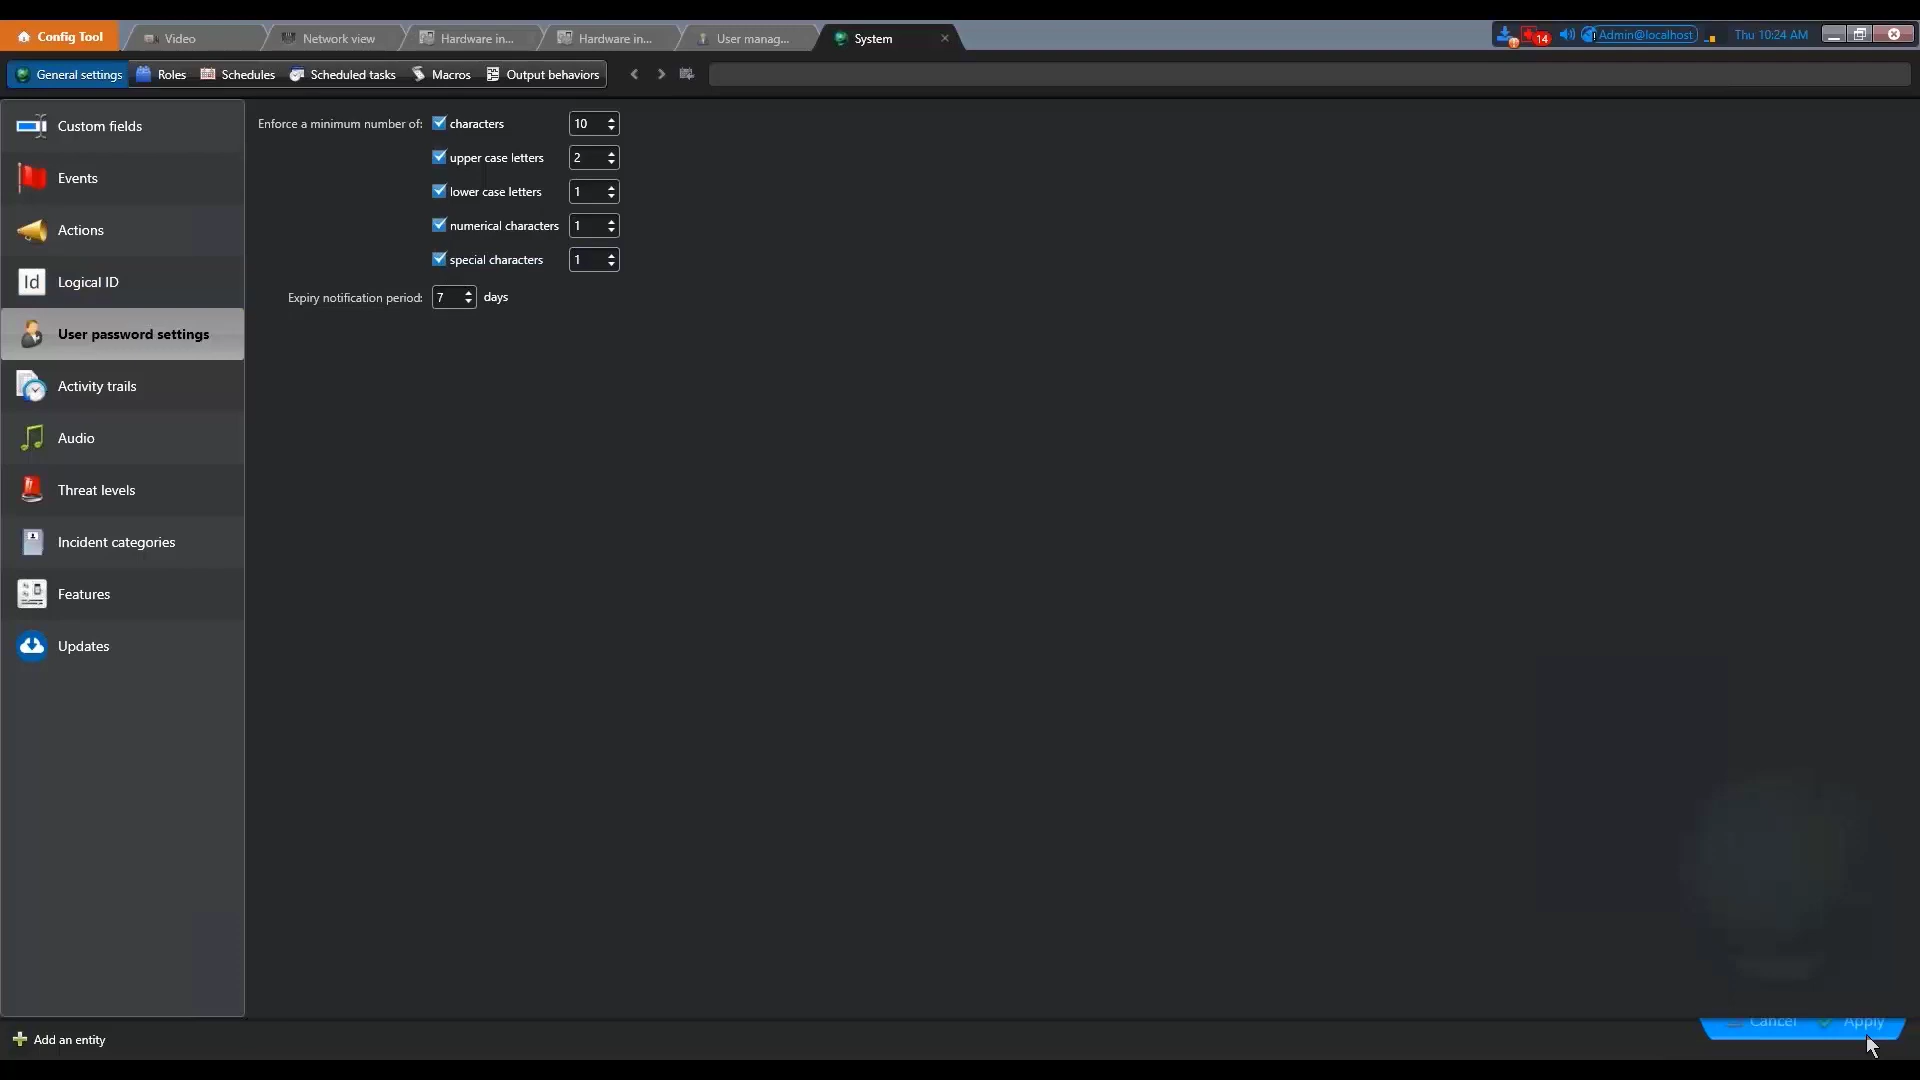 Config Tool Video Network view Hardware in... Hardware in... User manag... System 14 Admin@localhost Thu 10:24 AM
General settings Roles Schedules Scheduled tasks Macros Output behaviors
Custom fields
Events
Actions
Id Logical ID
User password settings
Activity trails
Audio
Threat levels
Incident categories
Features
Updates
Enforce a minimum number of: characters 10
upper case letters 2
lower case letters 1
numerical characters 1
special characters 1
Expiry notification period: 7 days
Add an entity
Cancel Apply